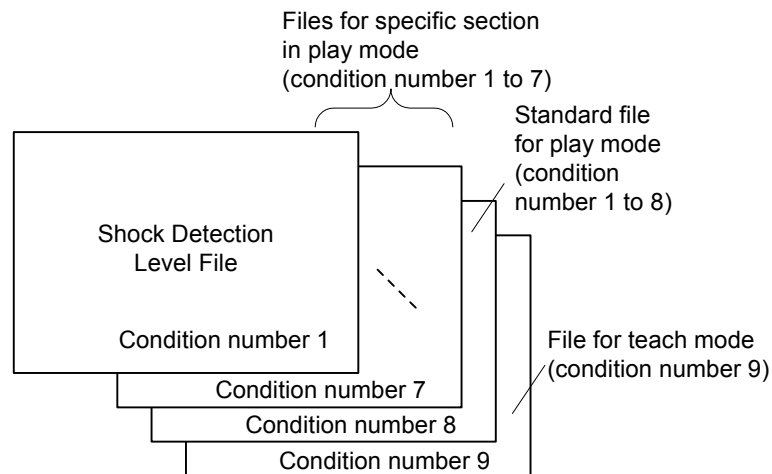 Files for specific section
in play mode
(condition number 1 to 7)
Standard file
for play mode
(condition
number 1 to 8)
Shock Detection
Level File
Condition number 1
File for teach mode
(condition number 9)
Condition number 7
Condition number 8
Condition number 9